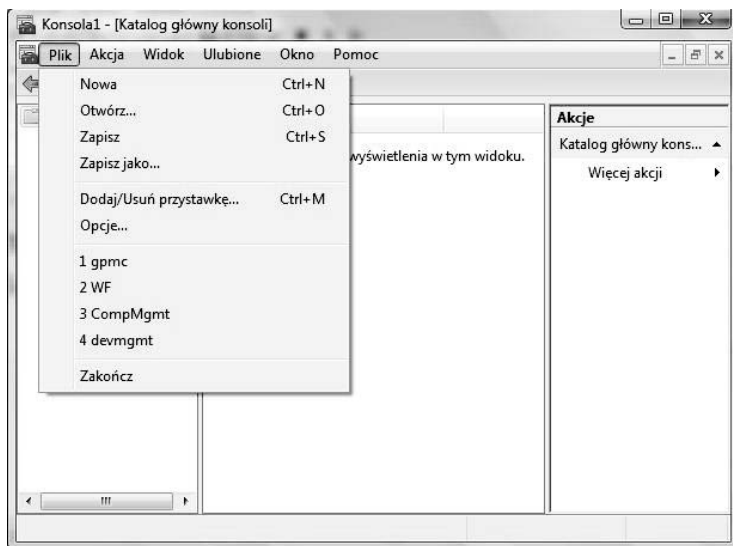 Konsola1 - [Katalog główny konsoli]
Plik Akcja Widok Ulubione Okno Pomoc
Nowa Ctrl+N
Otwórz... Ctrl+O
Zapisz Ctrl+S
Zapisz jako...
Dodaj/Usuń przystawkę... Ctrl+M
Opcje...
1 gpmc
2 WF
3 CompMgmt
4 devmgmt
Zakończ
wyświetlenia w tym widoku.
Akcje
Katalog główny kons...
Więcej akcji